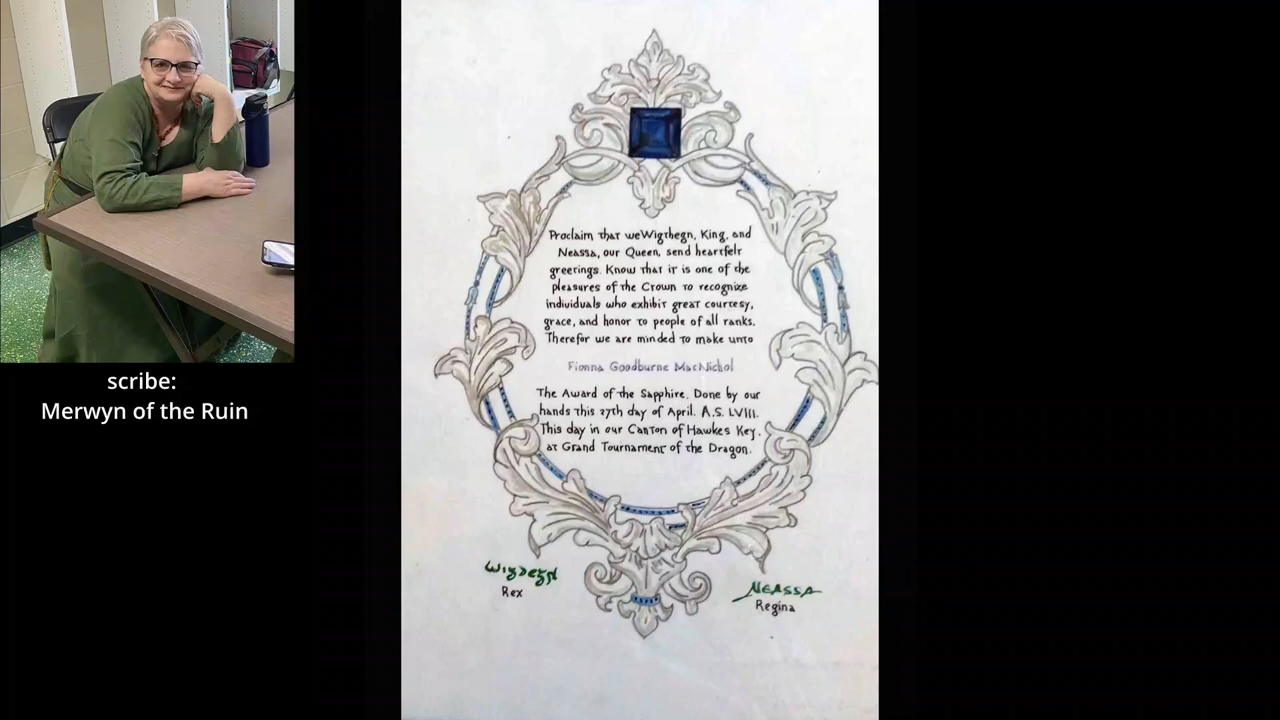 scribe:
Merwyn of the Ruin
Proclaim that weWigthegn, King, and
Neassa, our Queen, send heartfelt
greetings. Know that it is one of the
pleasures of the Crown to recognize
individuals who exhibit great courtesy,
grace, and honor to people of all ranks.
Therefor we are minded to make unto
Fionna Goodburne MacNichol
The Award of the Sapphire. Done by our
hands this 27th day of April. A.S. LVIII.
This day in our Canton of Hawkes Key.
at Grand Tournament of the Dragon.
Wigþegn
Rex
NEASSA
Regina